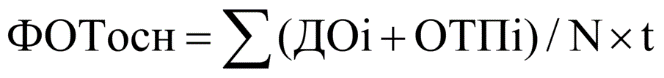 ФОТосн = ∑(ДОi + ОТПi) / N × t